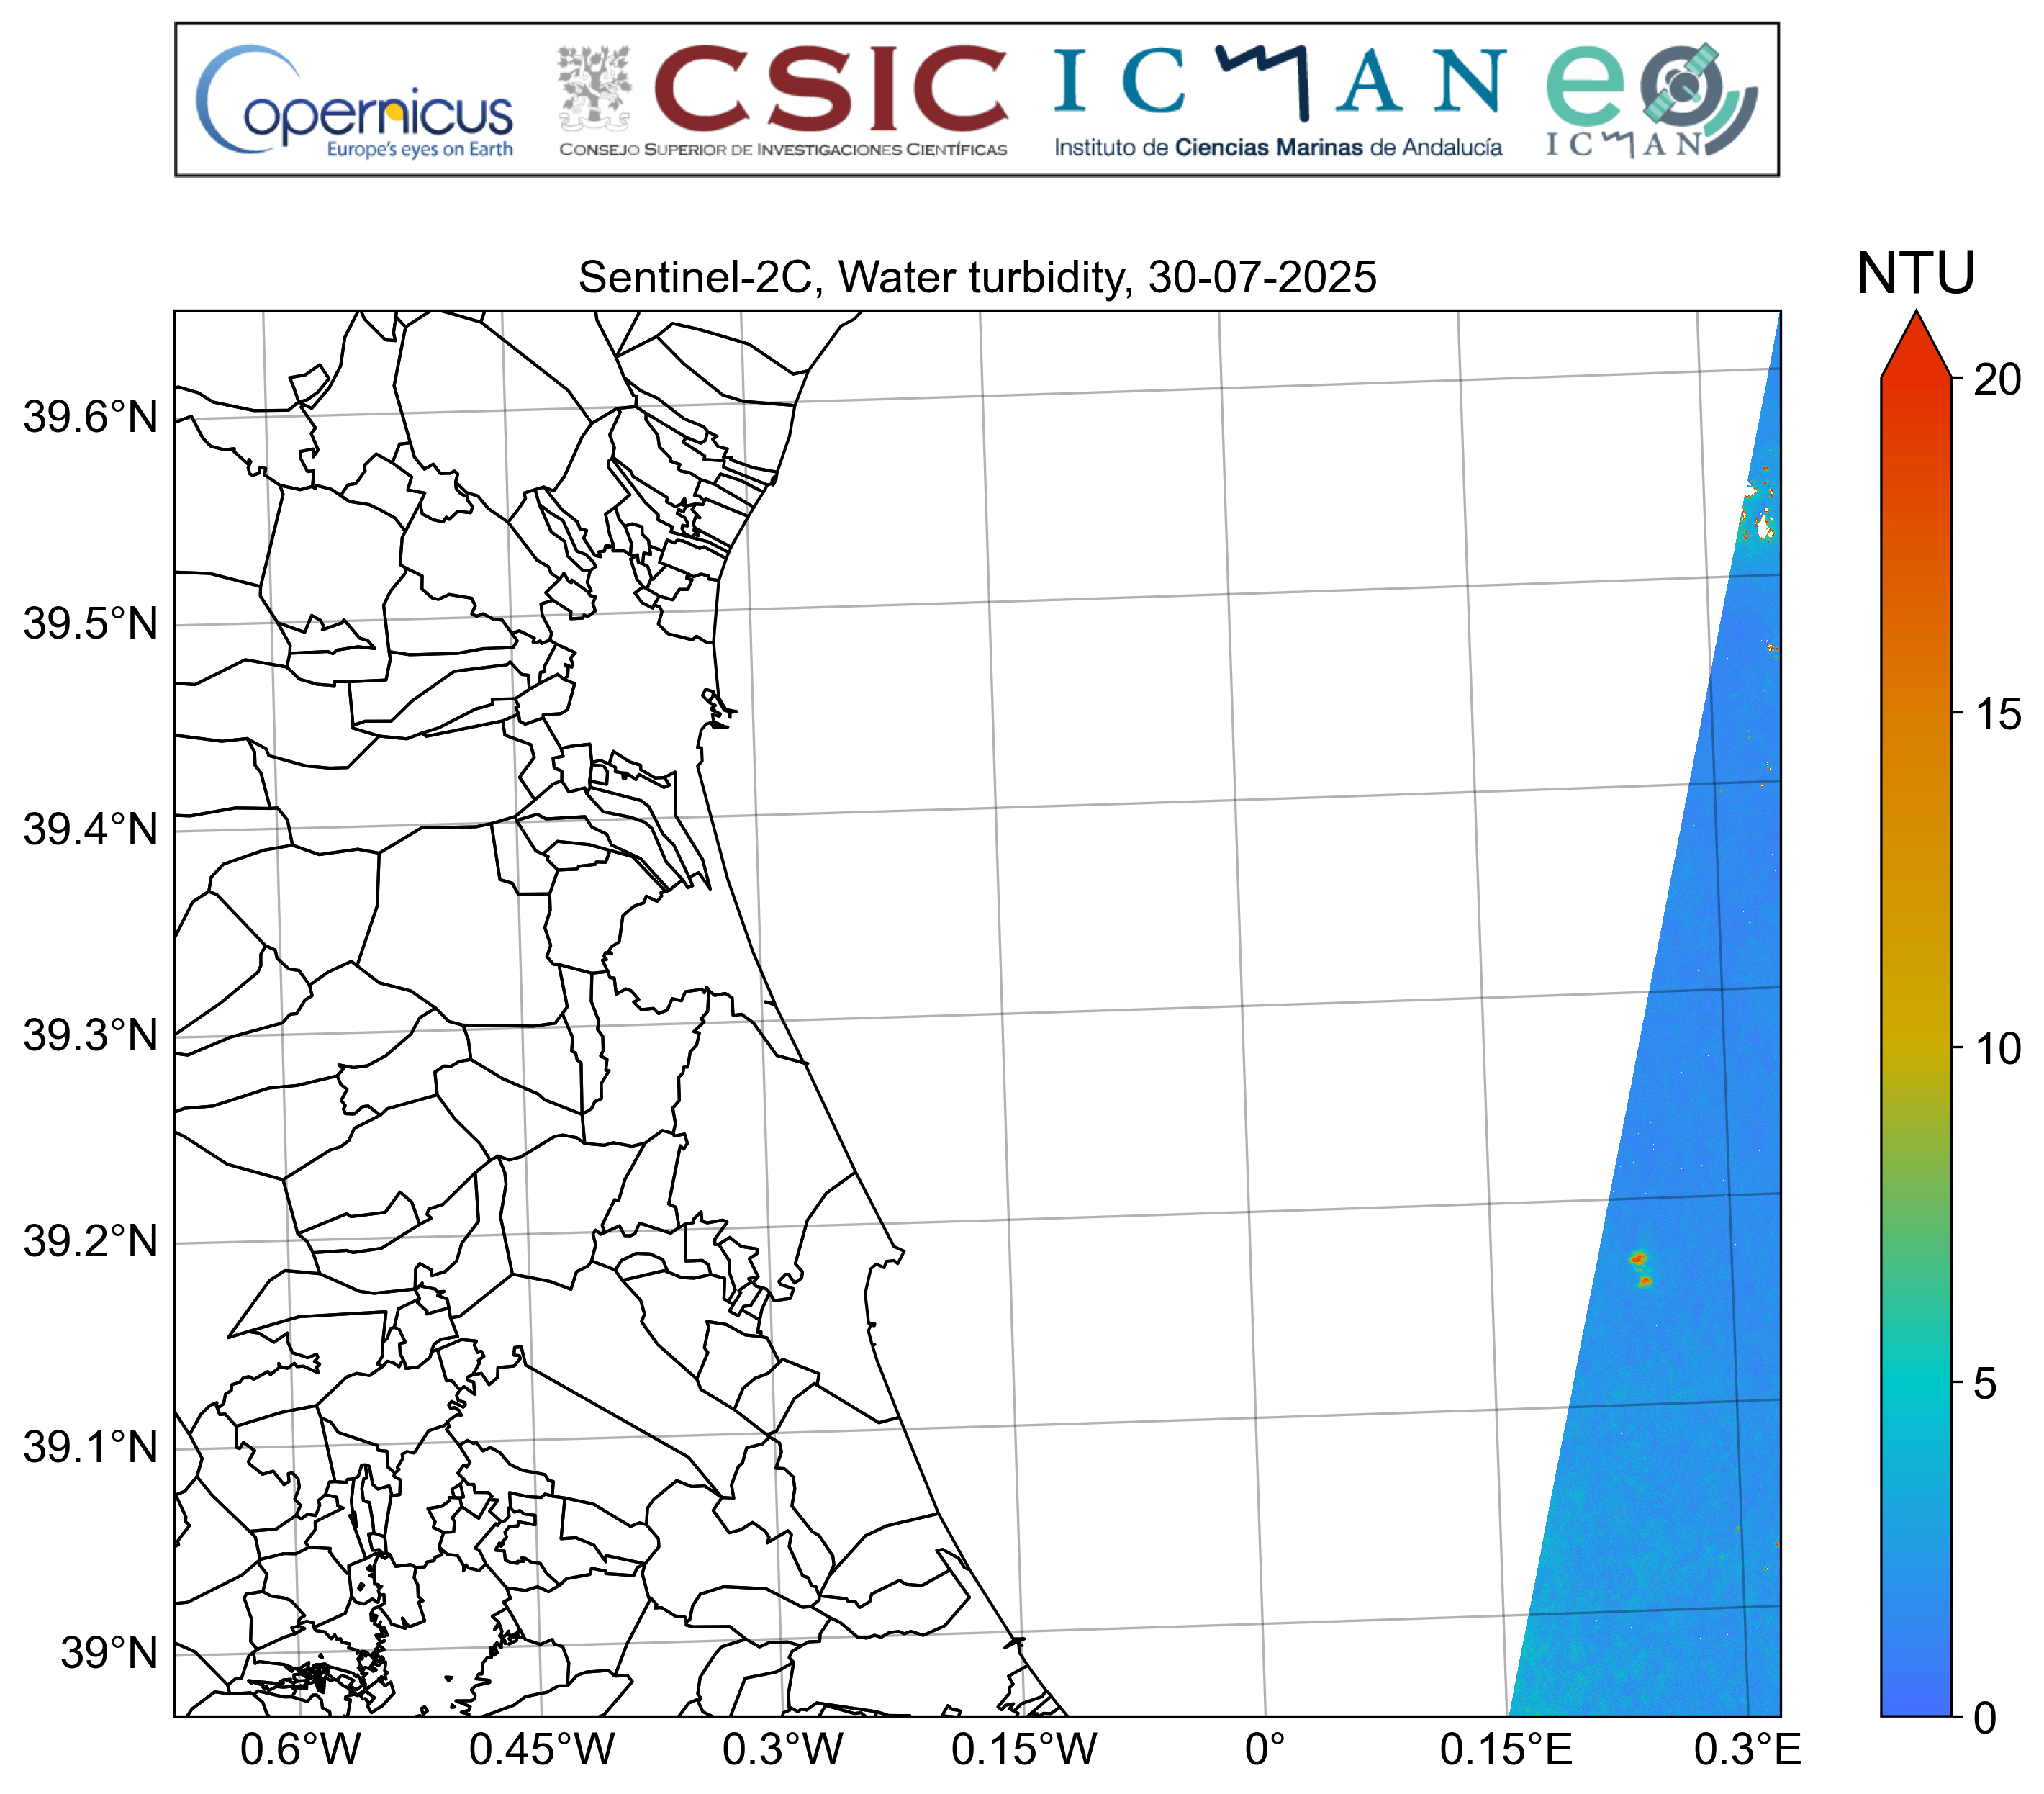 Copernicus
Europe's eyes on Earth
CSIC
CONSEJO SUPERIOR DE INVESTIGACIONES CIENTÍFICAS
ICMAN
Instituto de Ciencias Marinas de Andalucía
eo
ICMAN
Sentinel-2C, Water turbidity, 30-07-2025
NTU
39.6°N
39.5°N
39.4°N
39.3°N
39.2°N
39.1°N
39°N
0.6°W 0.45°W 0.3°W 0.15°W 0° 0.15°E 0.3°E
20
15
10
5
0